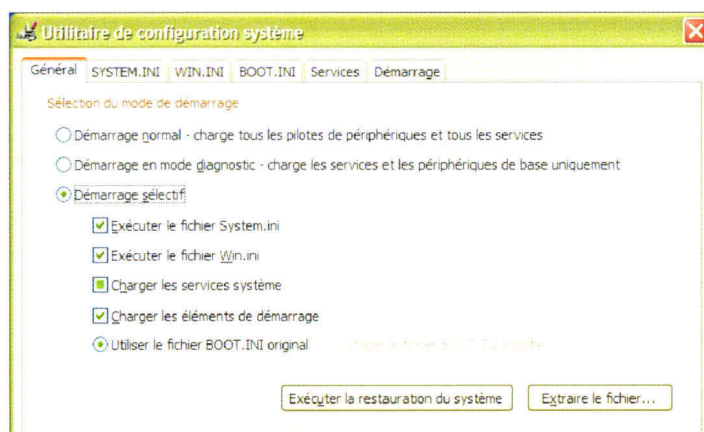 Utilitaire de configuration système
Général SYSTEM.INI WIN.INI BOOT.INI Services Démarrage
Sélection du mode de démarrage
Démarrage normal - charge tous les pilotes de périphériques et tous les services
Démarrage en mode diagnostic - charge les services et les périphériques de base uniquement
Démarrage sélectif
Exécuter le fichier System.ini
Exécuter le fichier Win.ini
Charger les services système
Charger les éléments de démarrage
Utiliser le fichier BOOT.INI original
Exécuter la restauration du système Extraire le fichier...